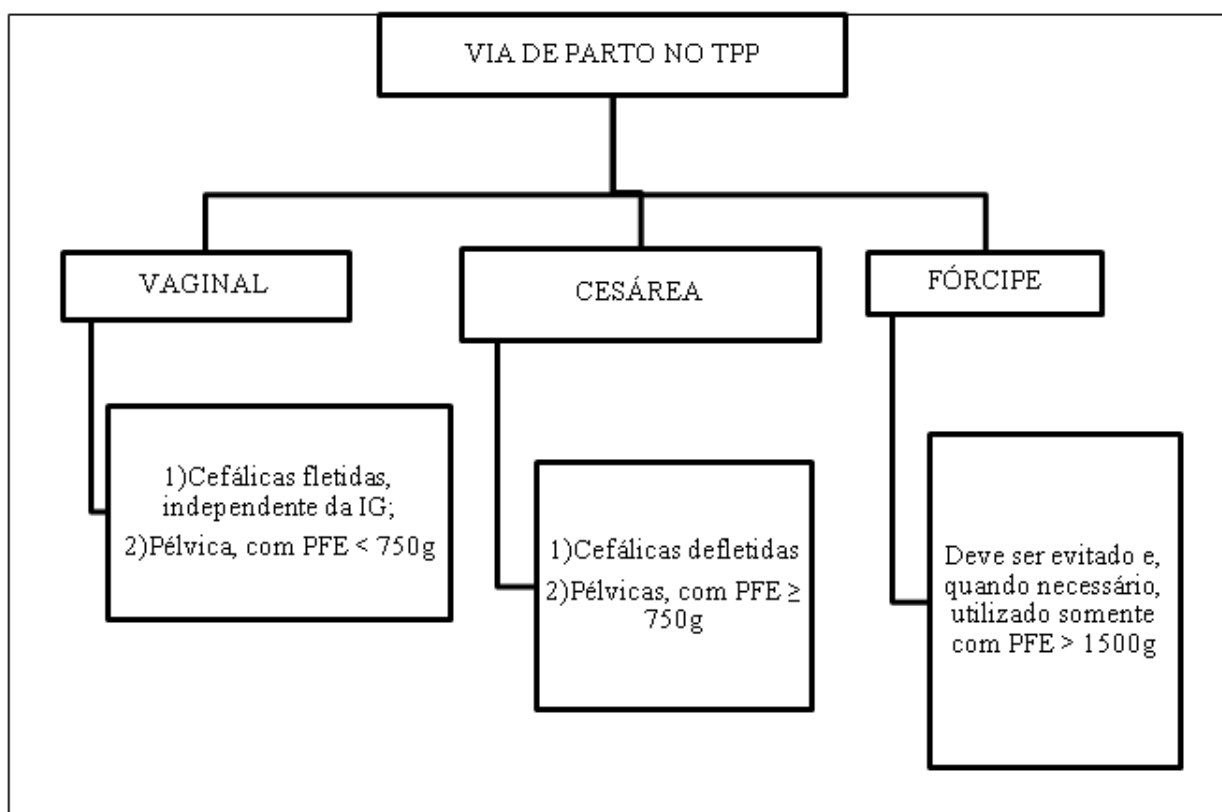 VIA DE PARTO NO TPP
VAGINAL
CESÁREA
FÓRCIPE
1)Cefálicas fletidas,
independente da IG;
2)Pélvica, com PFE < 750g
1)Cefálicas defletidas
2)Pélvicas, com PFE ≥
750g
Deve ser evitado e,
quando necessário,
utilizado somente
com PFE > 1500g